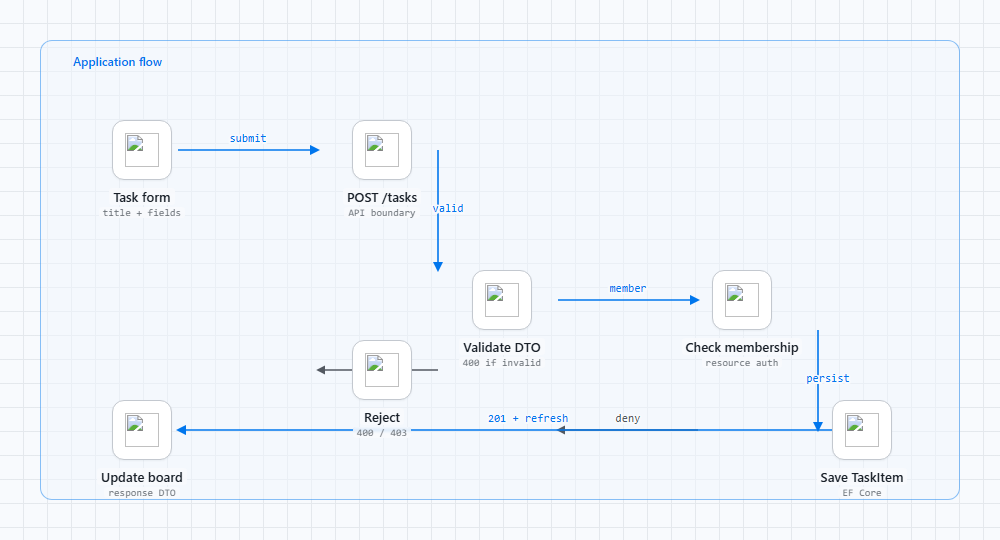 Application flow
submit
Task form
title + fields
POST /tasks
API boundary
valid
member
Validate DTO
400 if invalid
Check membership
resource auth
persist
Reject
400 / 403
201 + refresh
deny
Update board
response DTO
Save TaskItem
EF Core